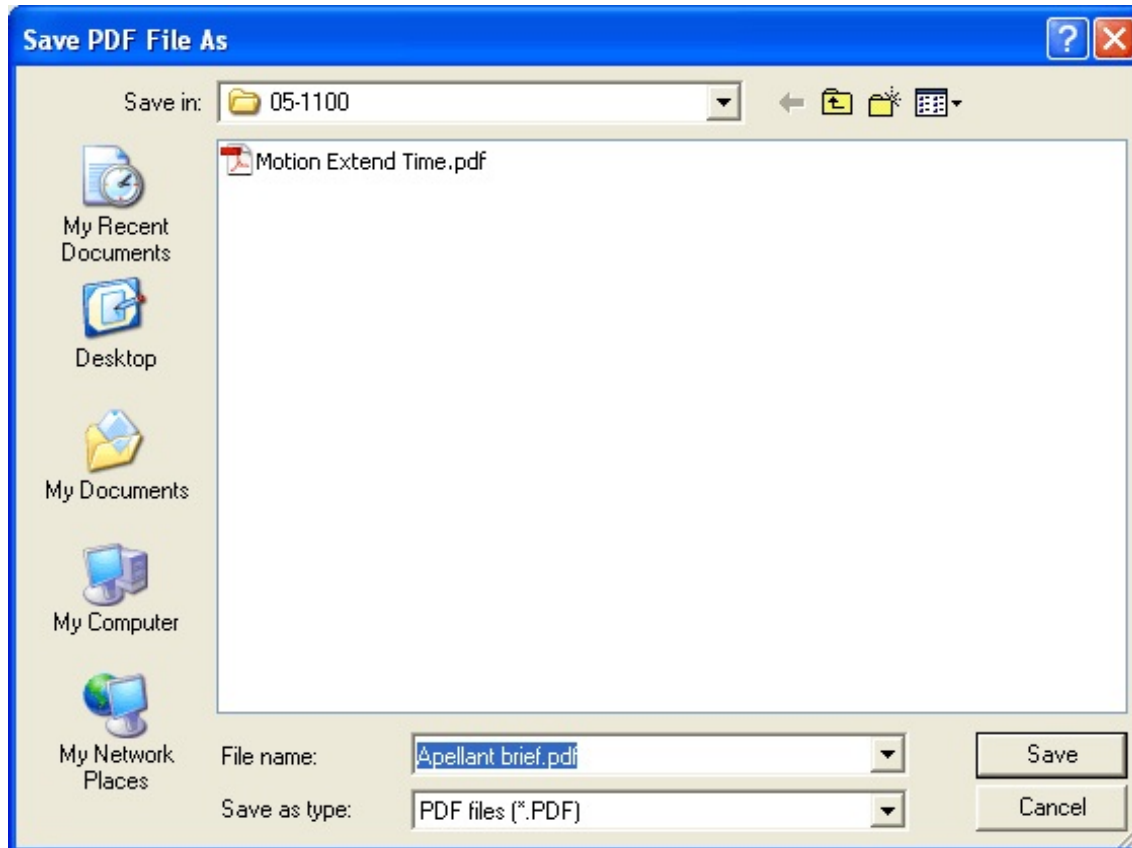 Save PDF File As
Save in: 05-1100
Motion Extend Time.pdf
My Recent
Documents
Desktop
My Documents
My Computer
My Network
Places
File name: Apellant brief.pdf Save
Save as type: PDF files (*.PDF) Cancel